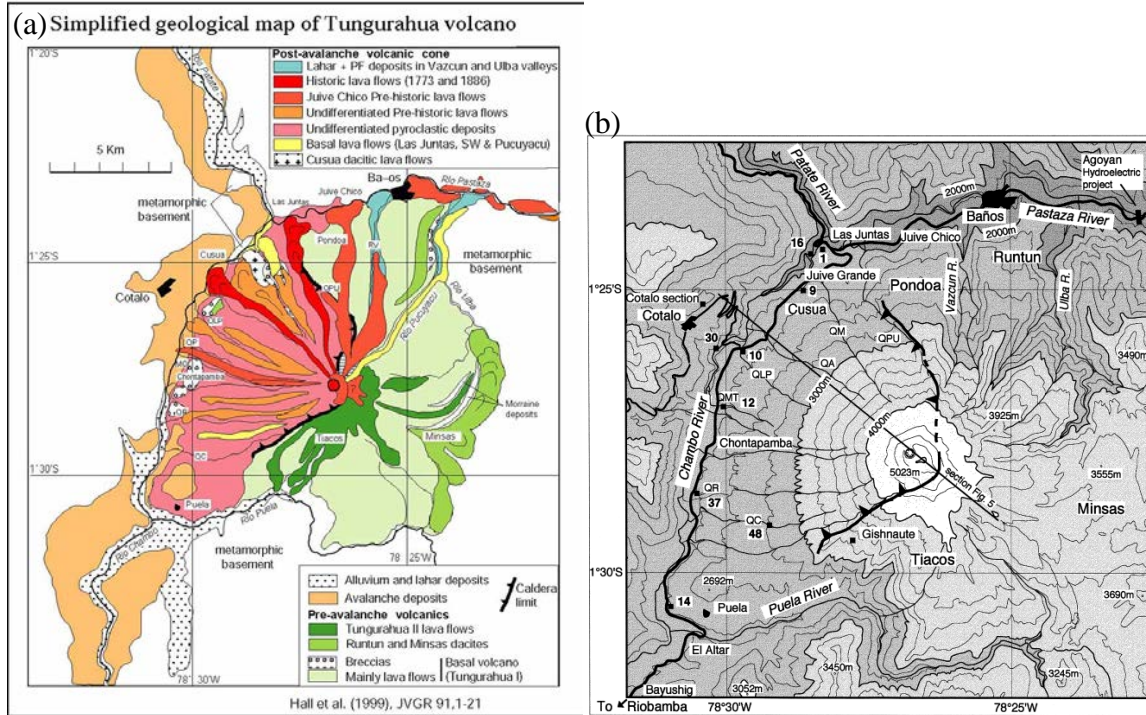 (a) Simplified geological map of Tungurahua volcano
1°20'S
Post-avalanche volcanic cone
Lahar + PF deposits in Vazcun and Ulba valleys
Historic lava flows (1773 and 1886)
Juive Chico Pre-historic lava flows
Undifferentiated Pre-historic lava flows
Undifferentiated pyroclastic deposits
Basal lava flows (Las Juntas, SW & Pucuyacu)
Cusua dacitic lava flows
Rio Patate
5 Km
Ba–os
Rio Pastaza
Juive Chico
metamorphic
basement
Las Juntas
Pondoa
RV
Cusua
metamorphic
basement
1°25'S
Rio Ulba
Cotalo
QPU
Rio Pucuyacu
QLP
QP
Chontapamba
Morraine
deposits
Tiacos
Minsas
QC
1°30'S
Puela
Rio Puela
Rio Chambo
metamorphic
basement
78°25'W
Alluvium and lahar deposits
Avalanche deposits
Caldera
limit
Pre-avalanche volcanics
Tungurahua II lava flows
Runtun and Minsas dacites
Breccias
Mainly lava flows
Basal volcano
(Tungurahua I)
78°30'W
Hall et al. (1999), JVGR 91,1-21
(b)
Patate River
Agoyan
Hydroelectric
project
2000m
Baños
Pastaza River
2000m
Las Juntas
Juive Chico
16
1
Juive Grande
Runtun
Pondoa
Vazcun R.
Ulba R.
1°25'S
9
Cotalo section
Cusua
Cotalo
QM
QPU
30
10
QA
3490m
QLP
3000m
QMT
12
4000m
3925m
Chambo River
Chontapamba
5023m
section Fig. 5
3555m
QR
37
Minsas
QC
48
Gishnaute
Tiacos
1°30'S
2692m
14
Puela
Puela River
3690m
El Altar
3450m
3245m
Bayushig
3052m
To
Riobamba
78°30'W
78°25'W